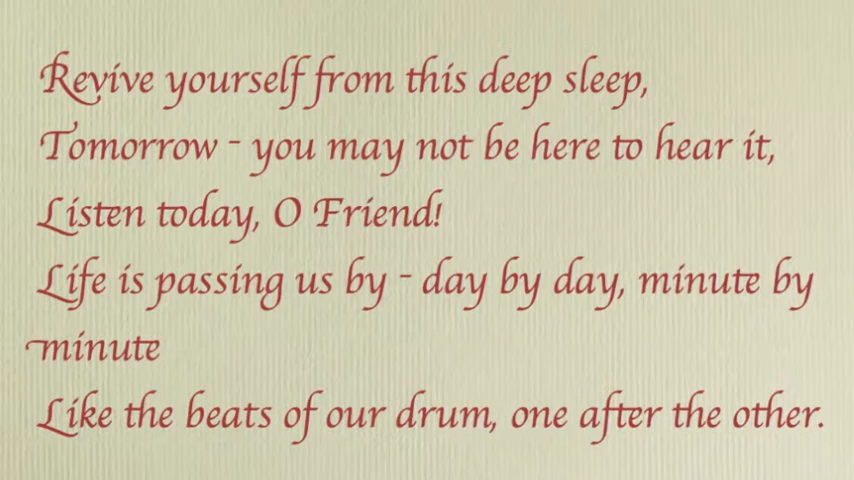 Revive yourself from this deep sleep,
Tomorrow - you may not be here to hear it,
Listen today, O Friend!
Life is passing us by - day by day, minute by
minute
Like the beats of our drum, one after the other.